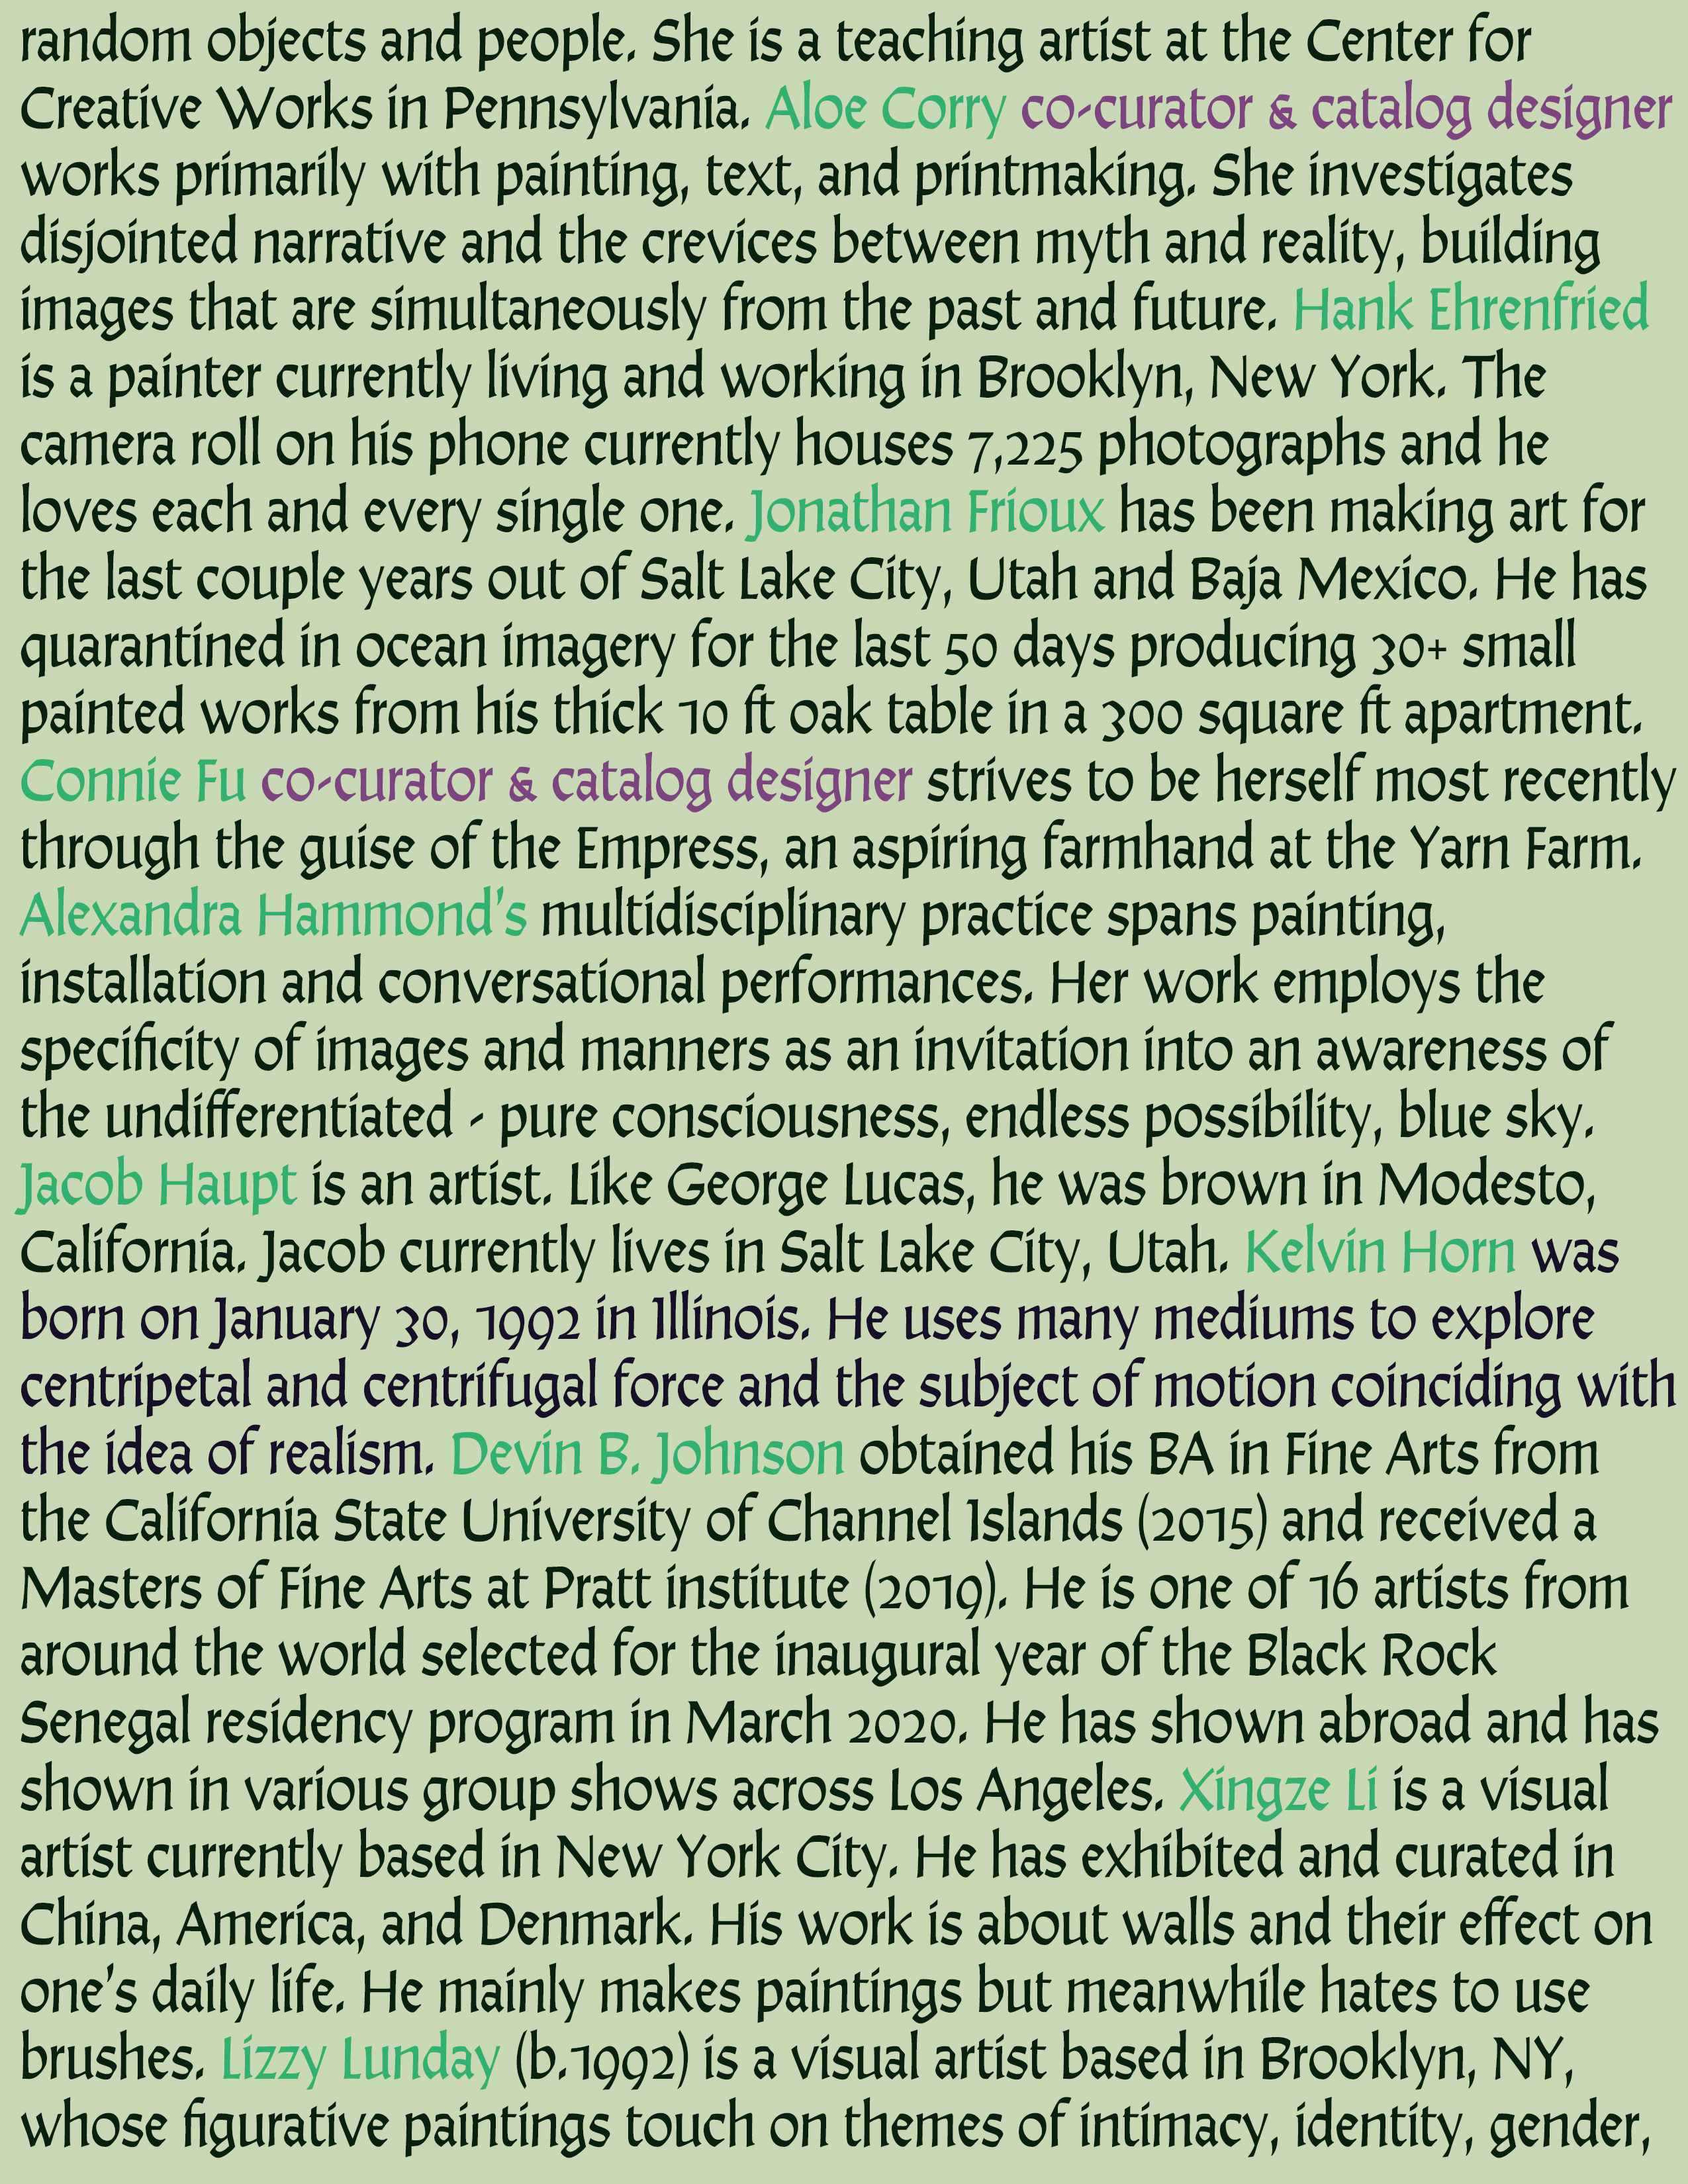 random objects and people. She is a teaching artist at the Center for
Creative Works in Pennsylvania. Aloe Corry co-curator & catalog designer
works primarily with painting, text, and printmaking. She investigates
disjointed narrative and the crevices between myth and reality, building
images that are simultaneously from the past and future. Hank Ehrenfried
is a painter currently living and working in Brooklyn, New York. The
camera roll on his phone currently houses 7,225 photographs and he
loves each and every single one. Jonathan Frioux has been making art for
the last couple years out of Salt Lake City, Utah and Baja Mexico. He has
quarantined in ocean imagery for the last 50 days producing 30+ small
painted works from his thick 10 ft oak table in a 300 square ft apartment.
Connie Fu co-curator & catalog designer strives to be herself most recently
through the guise of the Empress, an aspiring farmhand at the Yarn Farm.
Alexandra Hammond's multidisciplinary practice spans painting,
installation and conversational performances. Her work employs the
specificity of images and manners as an invitation into an awareness of
the undifferentiated - pure consciousness, endless possibility, blue sky.
Jacob Haupt is an artist. Like George Lucas, he was brown in Modesto,
California. Jacob currently lives in Salt Lake City, Utah. Kelvin Horn was
born on January 30, 1992 in Illinois. He uses many mediums to explore
centripetal and centrifugal force and the subject of motion coinciding with
the idea of realism. Devin B. Johnson obtained his BA in Fine Arts from
the California State University of Channel Islands (2015) and received a
Masters of Fine Arts at Pratt institute (2019). He is one of 16 artists from
around the world selected for the inaugural year of the Black Rock
Senegal residency program in March 2020. He has shown abroad and has
shown in various group shows across Los Angeles. Xingze Li is a visual
artist currently based in New York City. He has exhibited and curated in
China, America, and Denmark. His work is about walls and their effect on
one's daily life. He mainly makes paintings but meanwhile hates to use
brushes. Lizzy Lunday (b.1992) is a visual artist based in Brooklyn, NY,
whose figurative paintings touch on themes of intimacy, identity, gender,